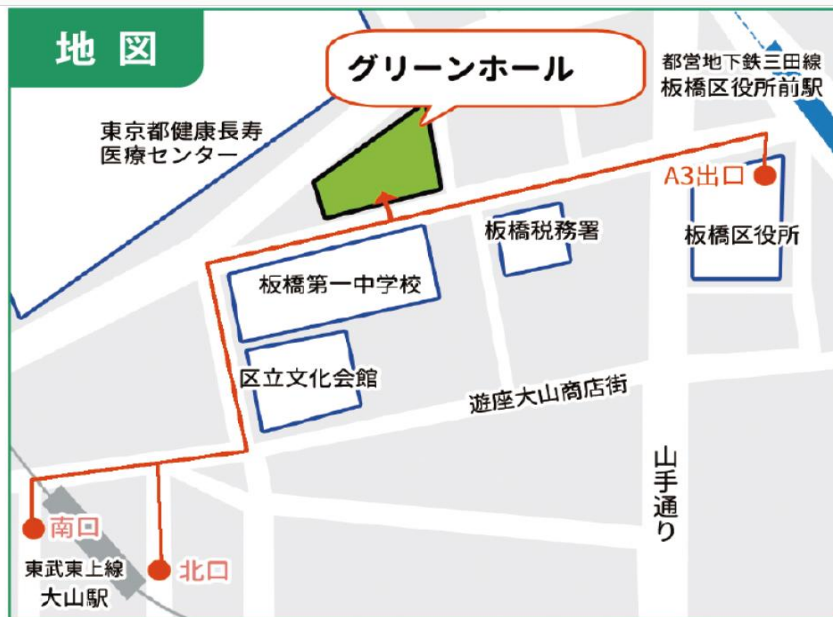 地図
グリーンホール
都営地下鉄三田線
板橋区役所前駅
東京都健康長寿
医療センター
A3出口
板橋税務署
板橋区役所
板橋第一中学校
区立文化会館
遊座大山商店街
山手通り
南口
北口
東武東上線
大山駅